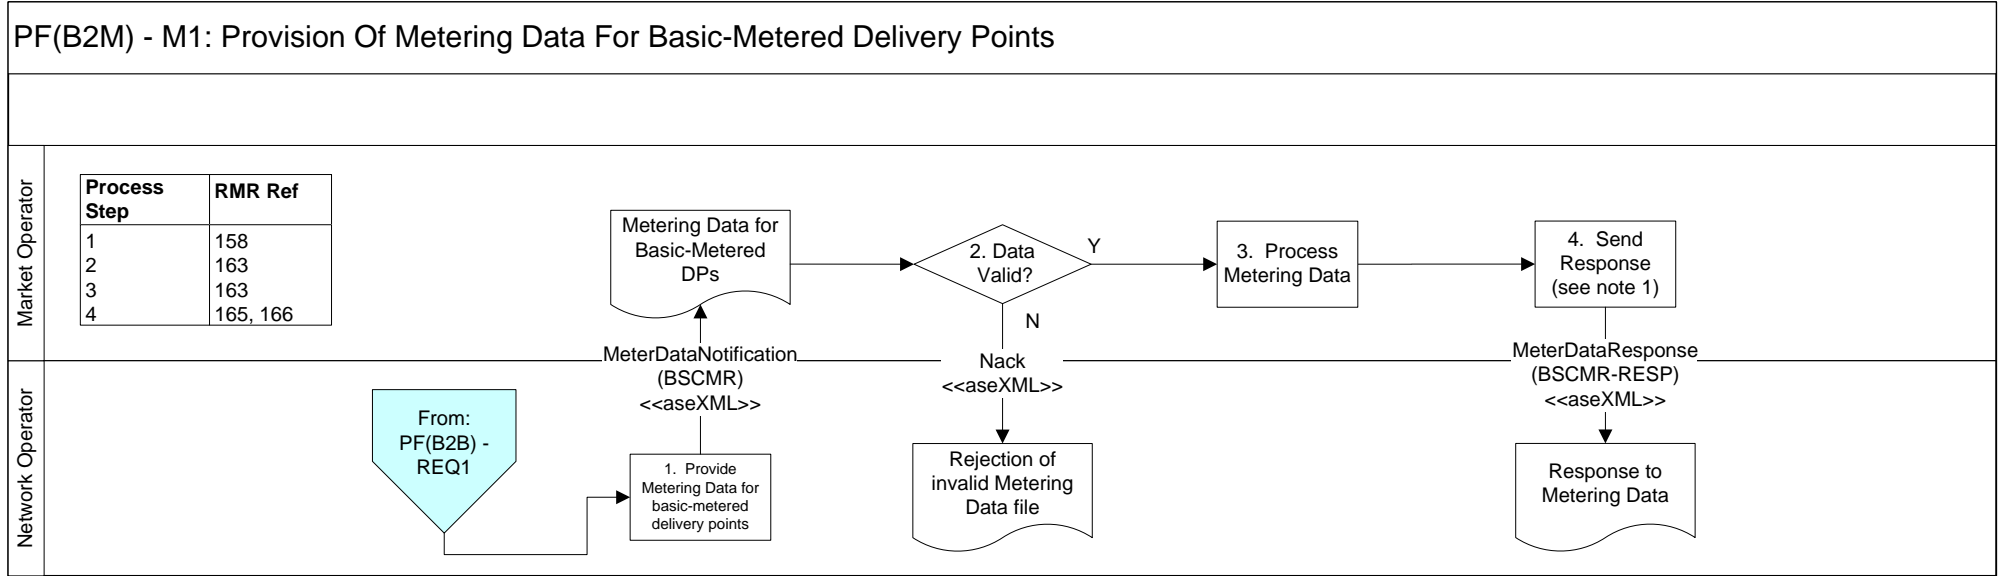 PF(B2M) - M1: Provision Of Metering Data For Basic-Metered Delivery Points
Market Operator
Process
Step
RMR Ref
1 158
2 163
3 163
4 165, 166
Metering Data for
Basic-Metered
DPs
2. Data
Valid?
Y
N
3. Process
Metering Data
4. Send
Response
(see note 1)
MeterDataNotification
(BSCMR)
<<aseXML>>
Nack
<<aseXML>>
MeterDataResponse
(BSCMR-RESP)
<<aseXML>>
Network Operator
From:
PF(B2B) -
REQ1
1. Provide
Metering Data for
basic-metered
delivery points
Rejection of
invalid Metering
Data file
Response to
Metering Data